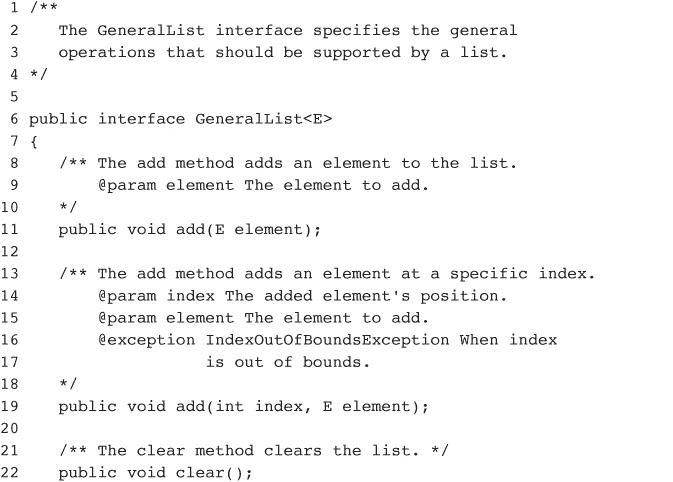 1 /**
2    The GeneralList interface specifies the general
3    operations that should be supported by a list.
4 */
5
6 public interface GeneralList<E>
7 {
8    /** The add method adds an element to the list.
9        @param element The element to add.
10    */
11    public void add(E element);
12
13    /** The add method adds an element at a specific index.
14        @param index The added element's position.
15        @param element The element to add.
16        @exception IndexOutOfBoundsException When index
17                   is out of bounds.
18    */
19    public void add(int index, E element);
20
21    /** The clear method clears the list. */
22    public void clear();